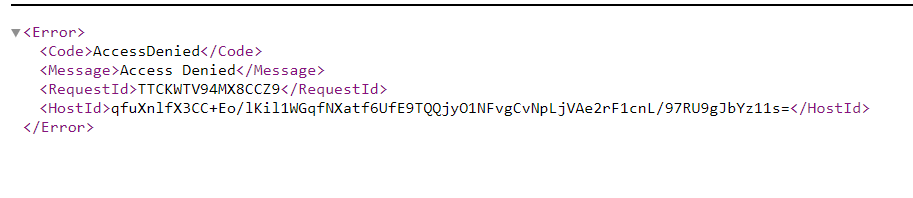 ▼<Error>
<Code>AccessDenied</Code>
<Message>Access Denied</Message>
<RequestId>TTCKWTV94MX8CCZ9</RequestId>
<HostId>qfuXnlfX3CC+Eo/lKil1WGqfNXatf6UfE9TQQjyO1NFvgCvNpLjVAe2rF1cnL/97RU9gJbYz11s=</HostId>
</Error>